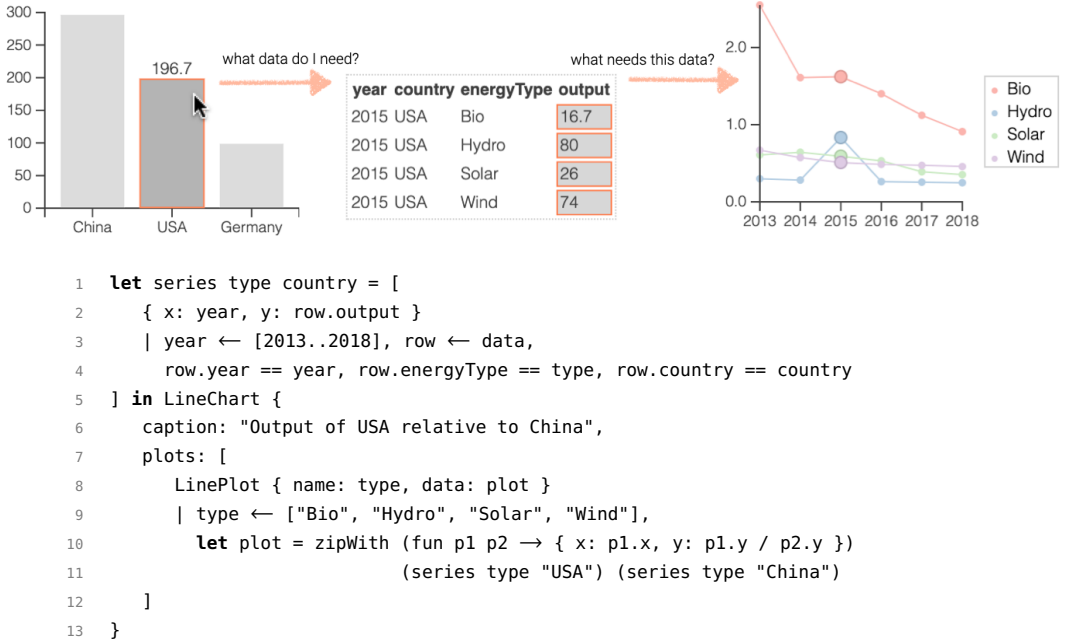 300
250
200
150
100
50
0
196.7
China USA Germany
what data do I need?
year country energyType output
2015 USA Bio 16.7
2015 USA Hydro 80
2015 USA Solar 26
2015 USA Wind 74
what needs this data?
2.0
1.0
0.0
2013 2014 2015 2016 2017 2018
Bio
Hydro
Solar
Wind
1 let series type country = [
2 { x: year, y: row.output }
3 | year ⟵ [2013..2018], row ⟵ data,
4 row.year == year, row.energyType == type, row.country == country
5 ] in LineChart {
6 caption: "Output of USA relative to China",
7 plots: [
8 LinePlot { name: type, data: plot }
9 | type ⟵ ["Bio", "Hydro", "Solar", "Wind"],
10 let plot = zipWith (fun p1 p2 ⟶ { x: p1.x, y: p1.y / p2.y })
11 (series type "USA") (series type "China")
12 ]
13 }